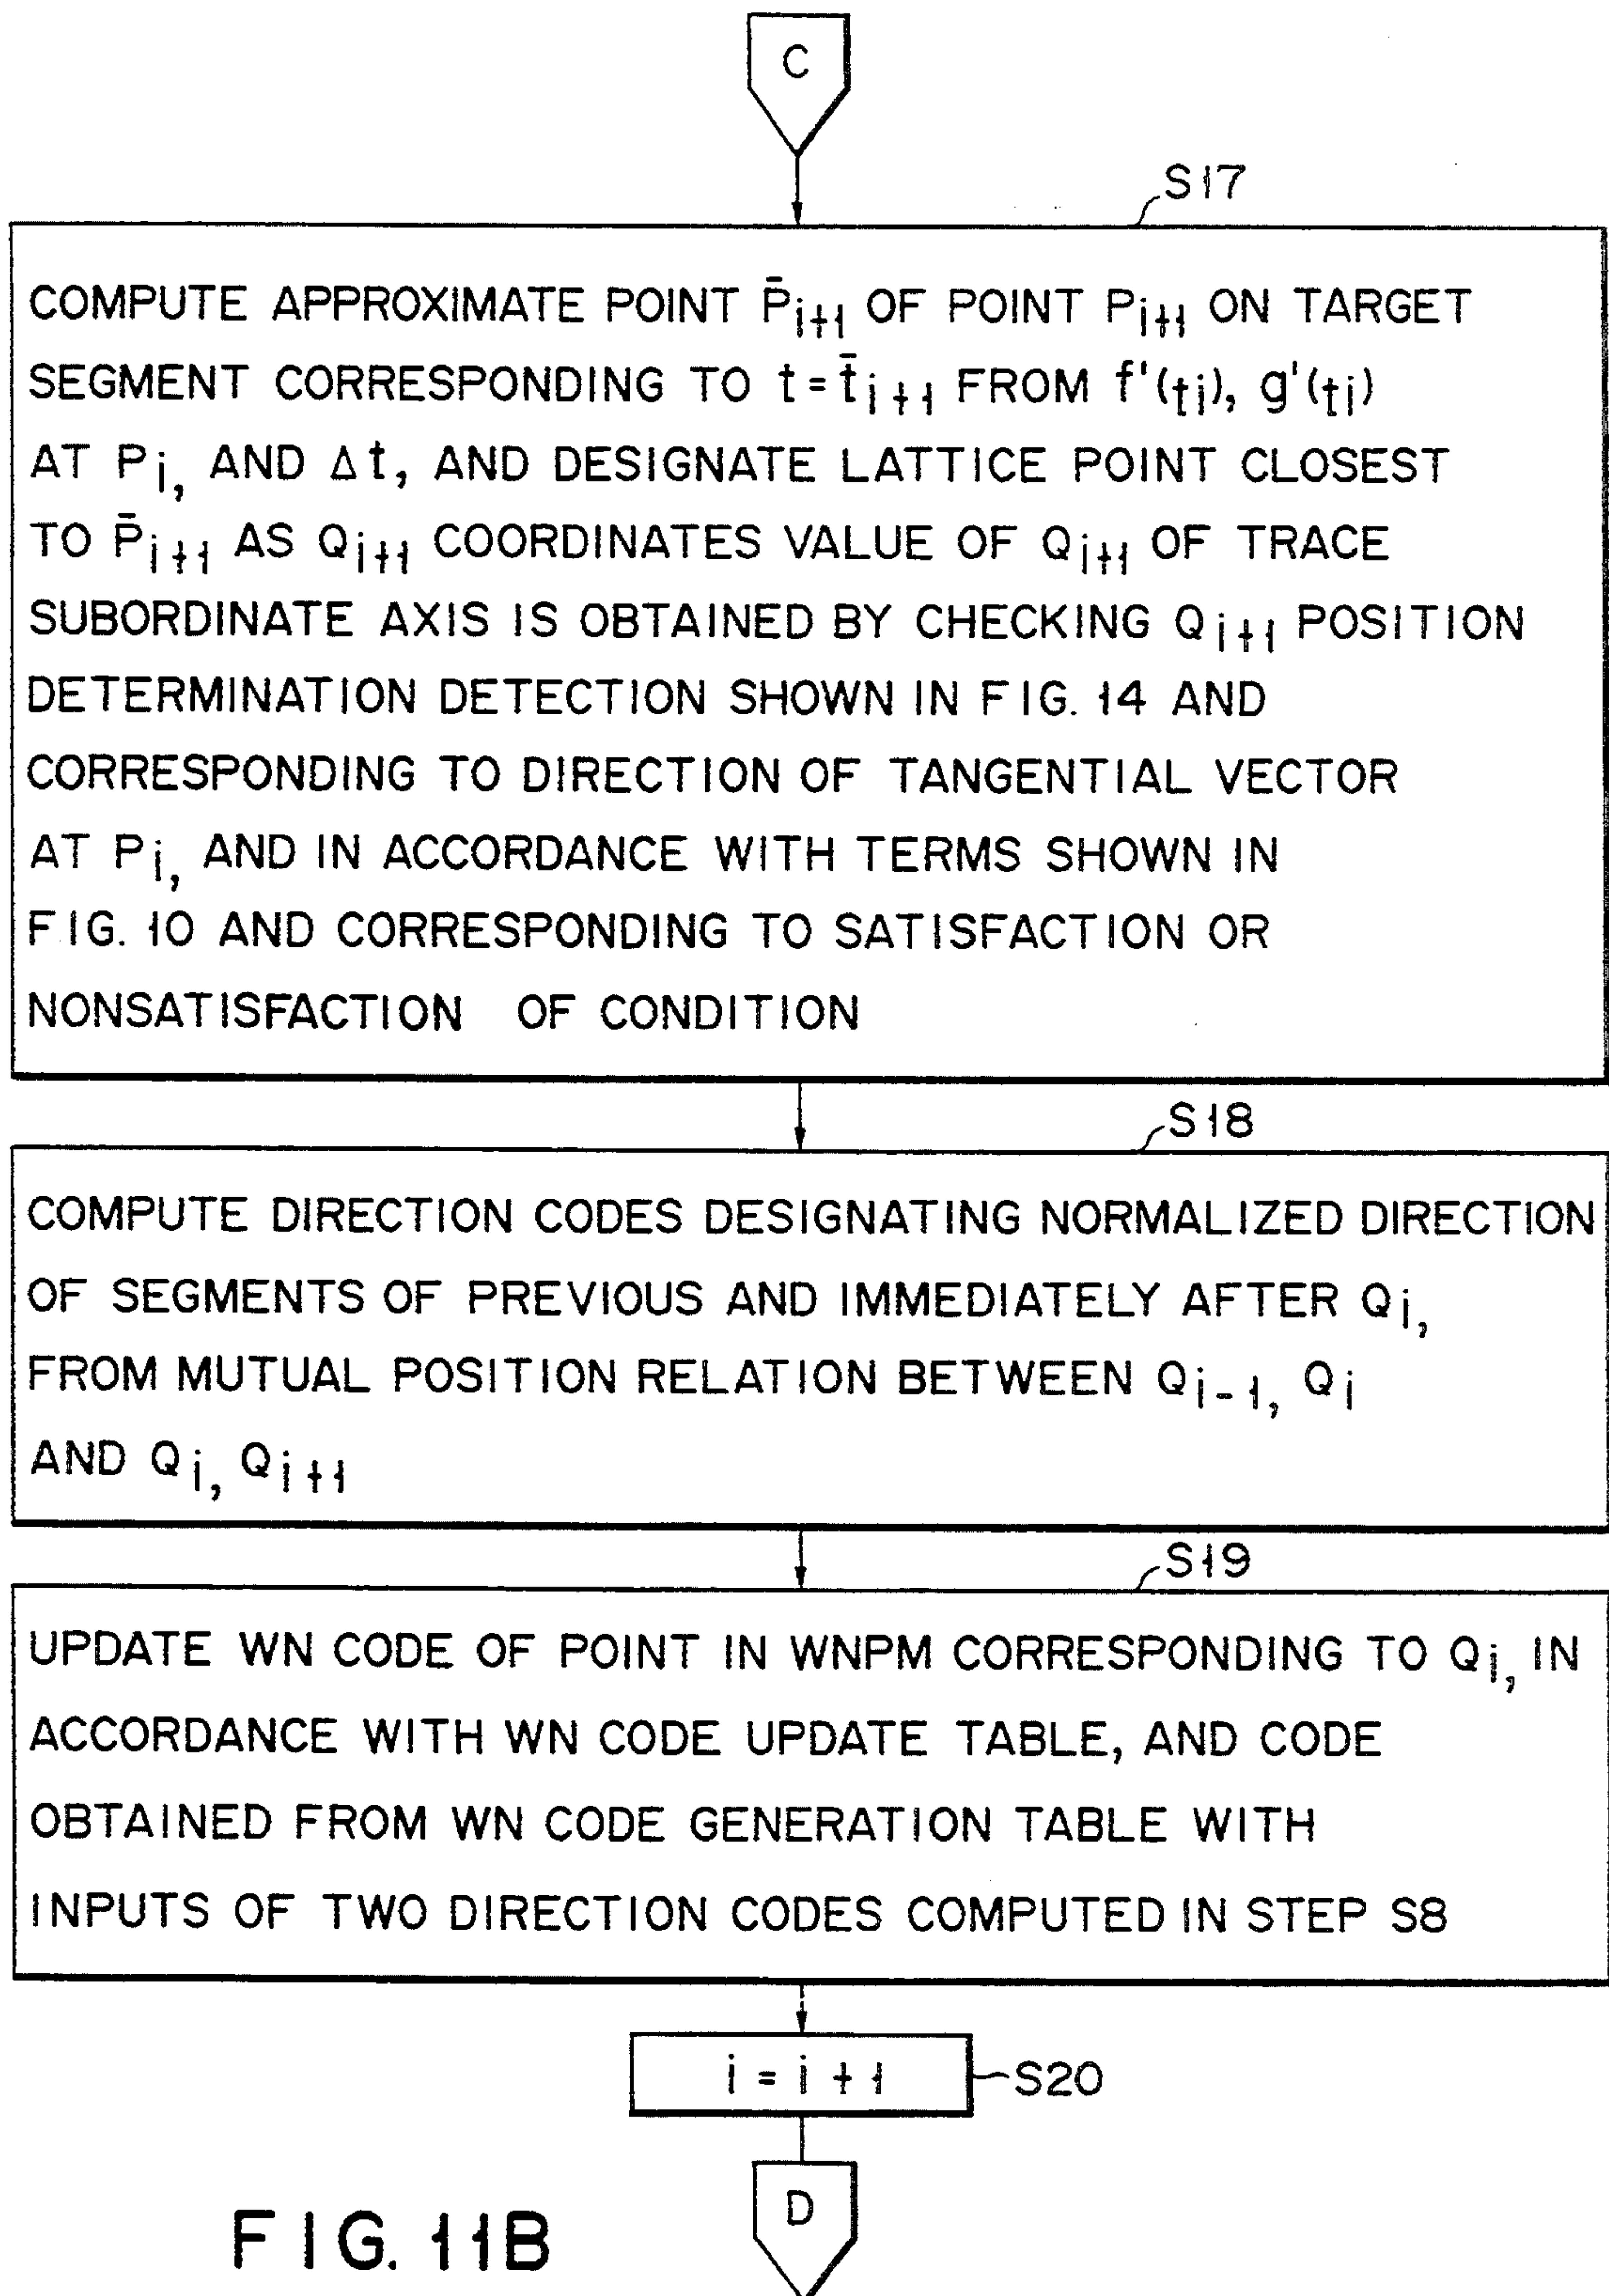 C
S17
COMPUTE APPROXIMATE POINT P̄i+1 OF POINT Pi+1 ON TARGET
SEGMENT CORRESPONDING TO t = t̄i+1 FROM f'(ti), g'(ti)
AT Pi, AND Δt, AND DESIGNATE LATTICE POINT CLOSEST
TO P̄i+1 AS Qi+1 COORDINATES VALUE OF Qi+1 OF TRACE
SUBORDINATE AXIS IS OBTAINED BY CHECKING Qi+1 POSITION
DETERMINATION DETECTION SHOWN IN FIG. 14 AND
CORRESPONDING TO DIRECTION OF TANGENTIAL VECTOR
AT Pi, AND IN ACCORDANCE WITH TERMS SHOWN IN
FIG. 10 AND CORRESPONDING TO SATISFACTION OR
NONSATISFACTION OF CONDITION
S18
COMPUTE DIRECTION CODES DESIGNATING NORMALIZED DIRECTION
OF SEGMENTS OF PREVIOUS AND IMMEDIATELY AFTER Qi,
FROM MUTUAL POSITION RELATION BETWEEN Qi-1, Qi
AND Qi, Qi+1
S19
UPDATE WN CODE OF POINT IN WNPM CORRESPONDING TO Qi, IN
ACCORDANCE WITH WN CODE UPDATE TABLE, AND CODE
OBTAINED FROM WN CODE GENERATION TABLE WITH
INPUTS OF TWO DIRECTION CODES COMPUTED IN STEP S8
i = i + 1
S20
D
FIG. 11B